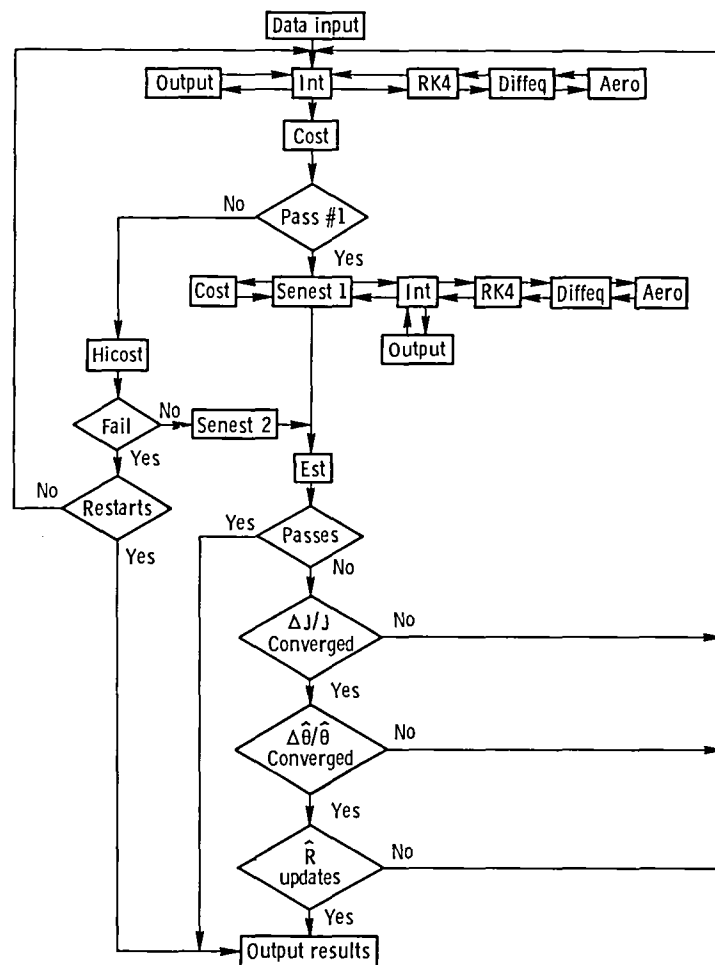 Data input
Output
Int
RK4
Diffeq
Aero
Cost
No
Pass #1
Yes
Cost
Senest 1
Int
RK4
Diffeq
Aero
Output
Hicost
Fail
No
Senest 2
Yes
Est
No
Restarts
Yes
Passes
Yes
No
ΔJ/J
Converged
No
Yes
Δθ̂/θ̂
Converged
No
Yes
R̂
updates
No
Yes
Output results